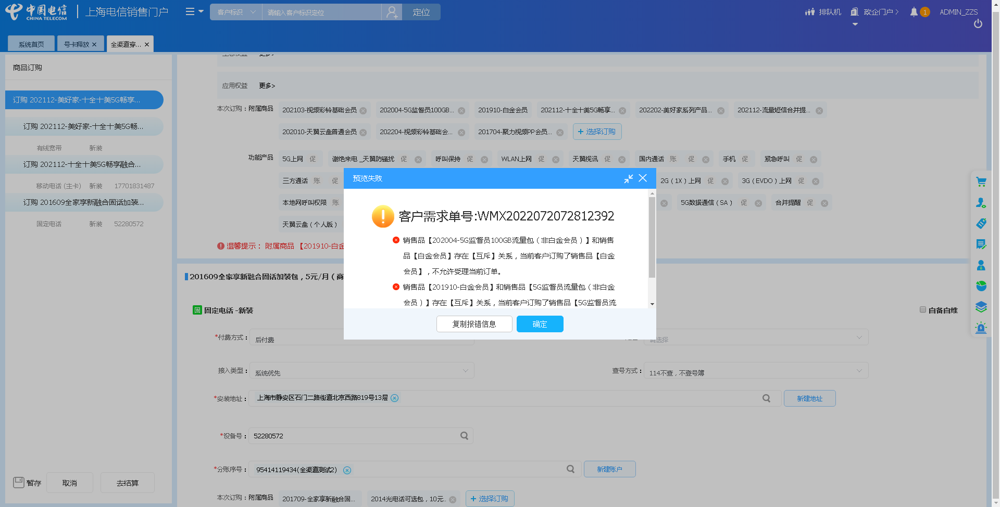 中国电信
CHINA TELECOM
上海电信销售门户
客户标识
请输入客户标识定位
定位
排队机
政企门户
1
ADMIN_ZZS
系统首页
号卡释放
全渠道穿...
商品订购
订购 202112-美好家-十全十美5G畅享...
订购 202112-美好家-十全十美5G畅...
有线宽带 新装
订购 202112-十全十美5G畅享融合...
移动电话 (主卡) 新装 17701831487
订购 201609全家享新融合固话加装...
固定电话 新装 52280572
暂存
取消
去结算
更多>
应用权益 更多>
本次订购：附属商品 202103-视频彩铃基础会员 202004-5G监督员100GB... 201910-白金会员 202112-十全十美5G畅享... 202202-美好家系列产品... 202112-流量短信合并提...
202010-天翼云盘普通会员 202204-视频彩铃基础会... 201704-聚力视频PP会员... + 选择订购
功能产品 5G上网 促 谢绝来电 _天翼防骚扰 促 呼叫保持 促 WLAN上网 促 天翼视讯 促 国内通话 账 促 手机 促 紧急呼叫 促
三方通话 账 促 2G（1X）上网 促 3G（EVDO）上网 促
本地网呼叫权限 账 5G数据通信（SA） 促 合并提醒 促
天翼云盘（个人版）
温馨提示： 附属商品 【201910-白金
预览失败
客户需求单号:WMX2022072072812392
销售品【202004-5G监督员100GB流量包（非白金会员）】和销售
品【白金会员】存在【互斥】关系，当前客户订购了销售品【白金
会员】，不允许受理当前订单。
销售品【201910-白金会员】和销售品【5G监督员流量包（非白金
会员）】存在【互斥】关系，当前客户订购了销售品【5G监督员流
复制报错信息
确定
201609全家享新融合固话加装包，5元/月（商
固 固定电话 -新装
自备自维
*付费方式： 后付费
请选择
接入类型： 系统优先
查号方式： 114不查，不登号簿
*安装地址： 上海市静安区石门二路街道北京西路819号13层
新建地址
*设备号： 52280572
*分账序号： 95414119434(全渠道测试2)
新建账户
本次订购：附属商品 201709-全家享新融合固... 2014光电话可选包，10元.. + 选择订购